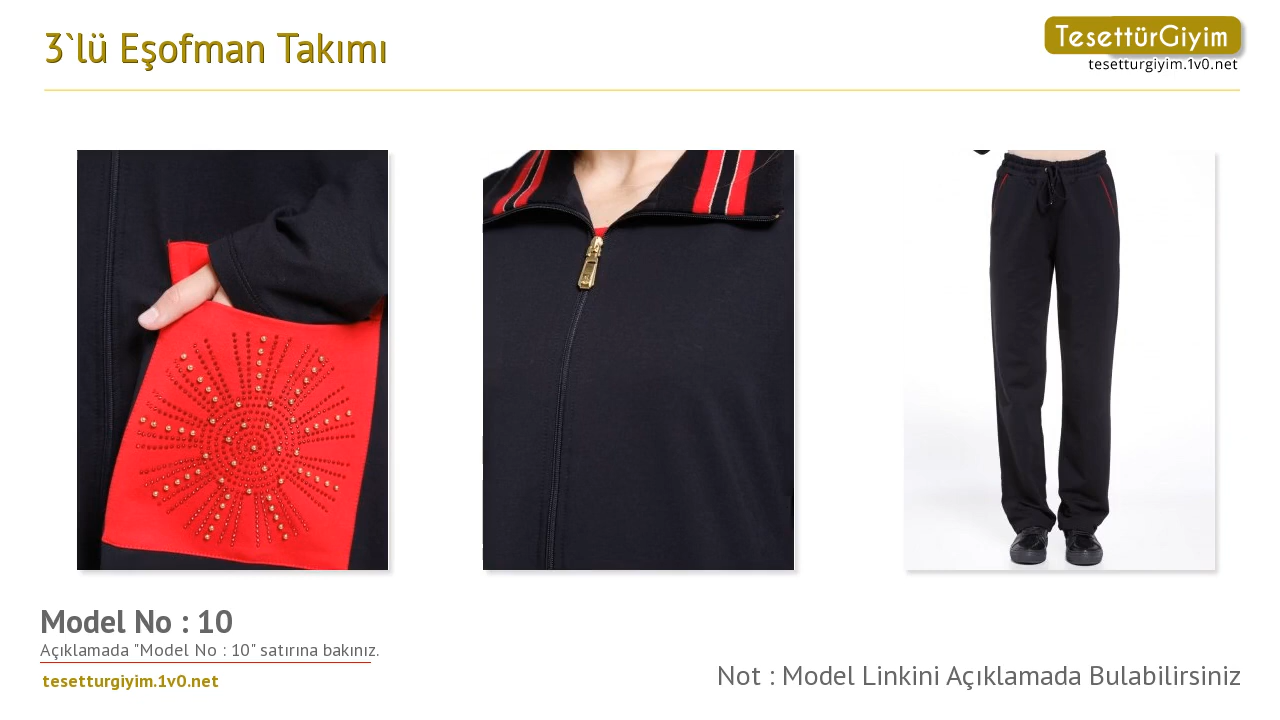 3`lü Eşofman Takımı
TesettürGiyim
tesetturgiyim.1v0.net
Model No : 10
Açıklamada "Model No : 10" satırına bakınız.
tesetturgiyim.1v0.net
Not : Model Linkini Açıklamada Bulabilirsiniz